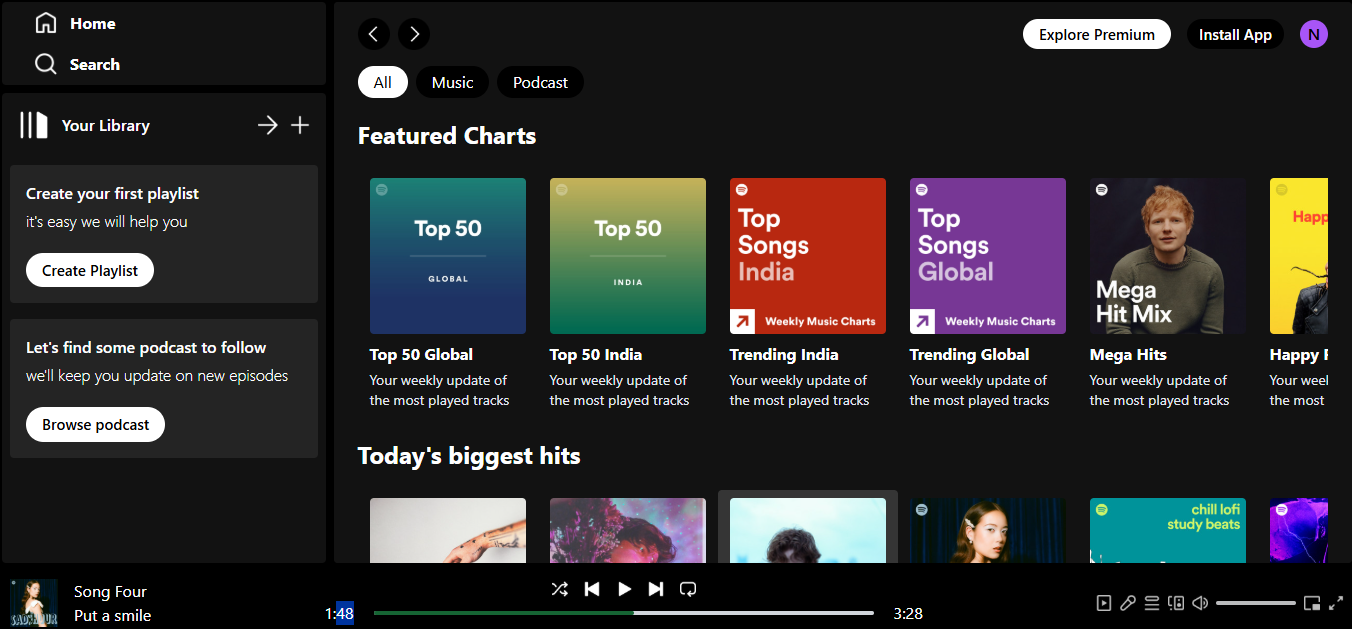 Home
Search
Your Library
Create your first playlist
it's easy we will help you
Create Playlist
Let's find some podcast to follow
we'll keep you update on new episodes
Browse podcast
Explore Premium
Install App
N
All
Music
Podcast
Featured Charts
Top 50
GLOBAL
Top 50 Global
Your weekly update of
the most played tracks
Top 50
INDIA
Top 50 India
Your weekly update of
the most played tracks
Top
Songs
India
Weekly Music Charts
Trending India
Your weekly update of
the most played tracks
Top
Songs
Global
Weekly Music Charts
Trending Global
Your weekly update of
the most played tracks
Mega
Hit Mix
Mega Hits
Your weekly update of
the most played tracks
Happ
Happy
Your
the most
Today's biggest hits
chill lofi
study beats
Song Four
Put a smile
1:48
3:28